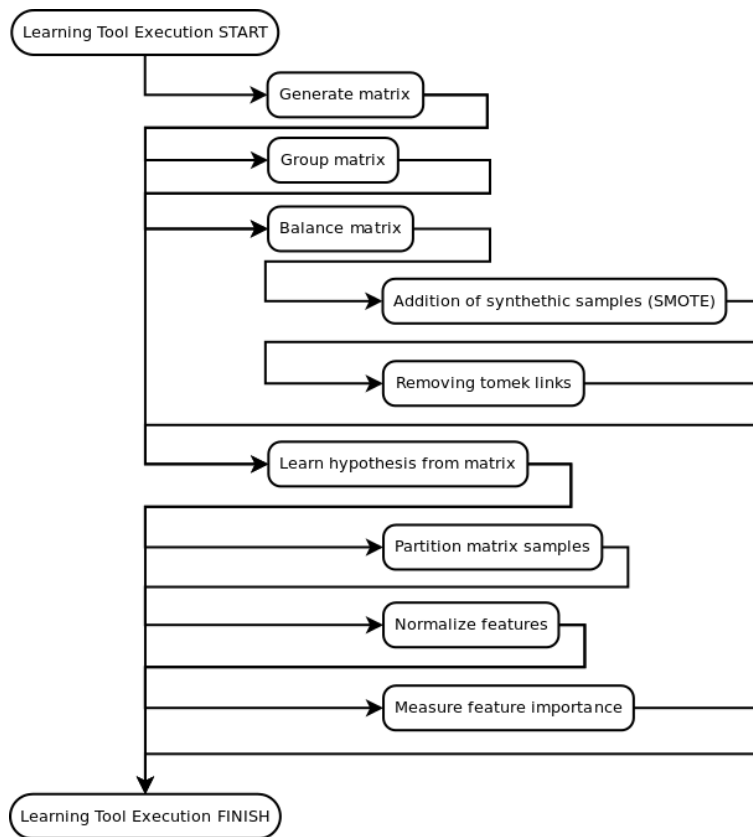 Learning Tool Execution START
Generate matrix
Group matrix
Balance matrix
Addition of synthethic samples (SMOTE)
Removing tomek links
Learn hypothesis from matrix
Partition matrix samples
Normalize features
Measure feature importance
Learning Tool Execution FINISH